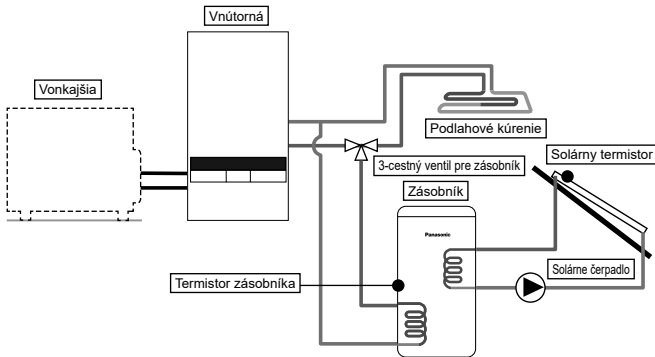 Vnútorná
Vonkajšia
Podlahové kúrenie
Solárny termistor
3-cestný ventil pre zásobník
Zásobník
Panasonic
Solárne čerpadlo
Termistor zásobníka